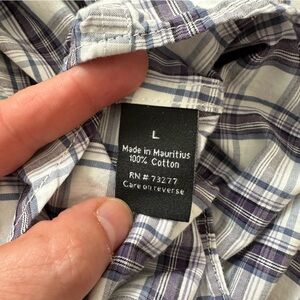 L
Made in Mauritius
100% Cotton
RN # 73277
Care on reverse